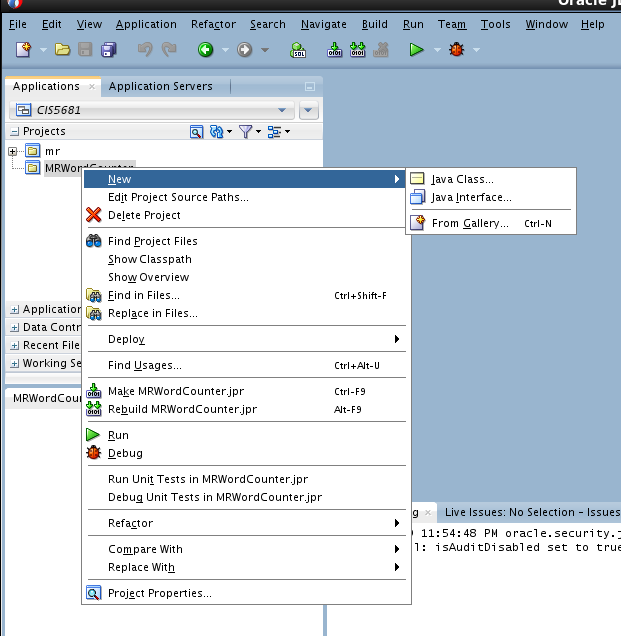 Oracle
File Edit View Application Refactor Search Navigate Build Run Team Tools Window Help
Applications Application Servers
CIS5681
Projects
mr
MRWordCounter
New
Java Class...
Edit Project Source Paths...
Java Interface...
Delete Project
From Gallery... Ctrl-N
Find Project Files
Show Classpath
Show Overview
Find in Files... Ctrl+Shift-F
Replace in Files...
Application
Data Contr
Deploy
Recent File
Working Se
Find Usages... Ctrl+Alt-U
Make MRWordCounter.jpr Ctrl-F9
MRWordCou
Rebuild MRWordCounter.jpr Alt-F9
Run
Debug
Run Unit Tests in MRWordCounter.jpr
Debug Unit Tests in MRWordCounter.jpr
g Live Issues: No Selection - Issues
Refactor
11:54:48 PM oracle.security.j
l: isAuditDisabled set to true
Compare With
Replace With
Project Properties...